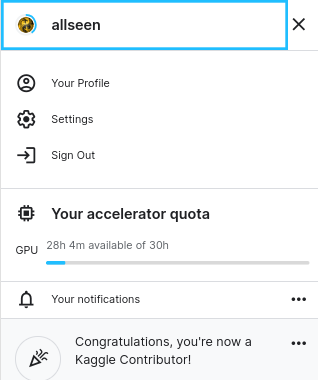 allseen
Your Profile
Settings
Sign Out
Your accelerator quota
GPU 28h 4m available of 30h
Your notifications
Congratulations, you're now a
Kaggle Contributor!